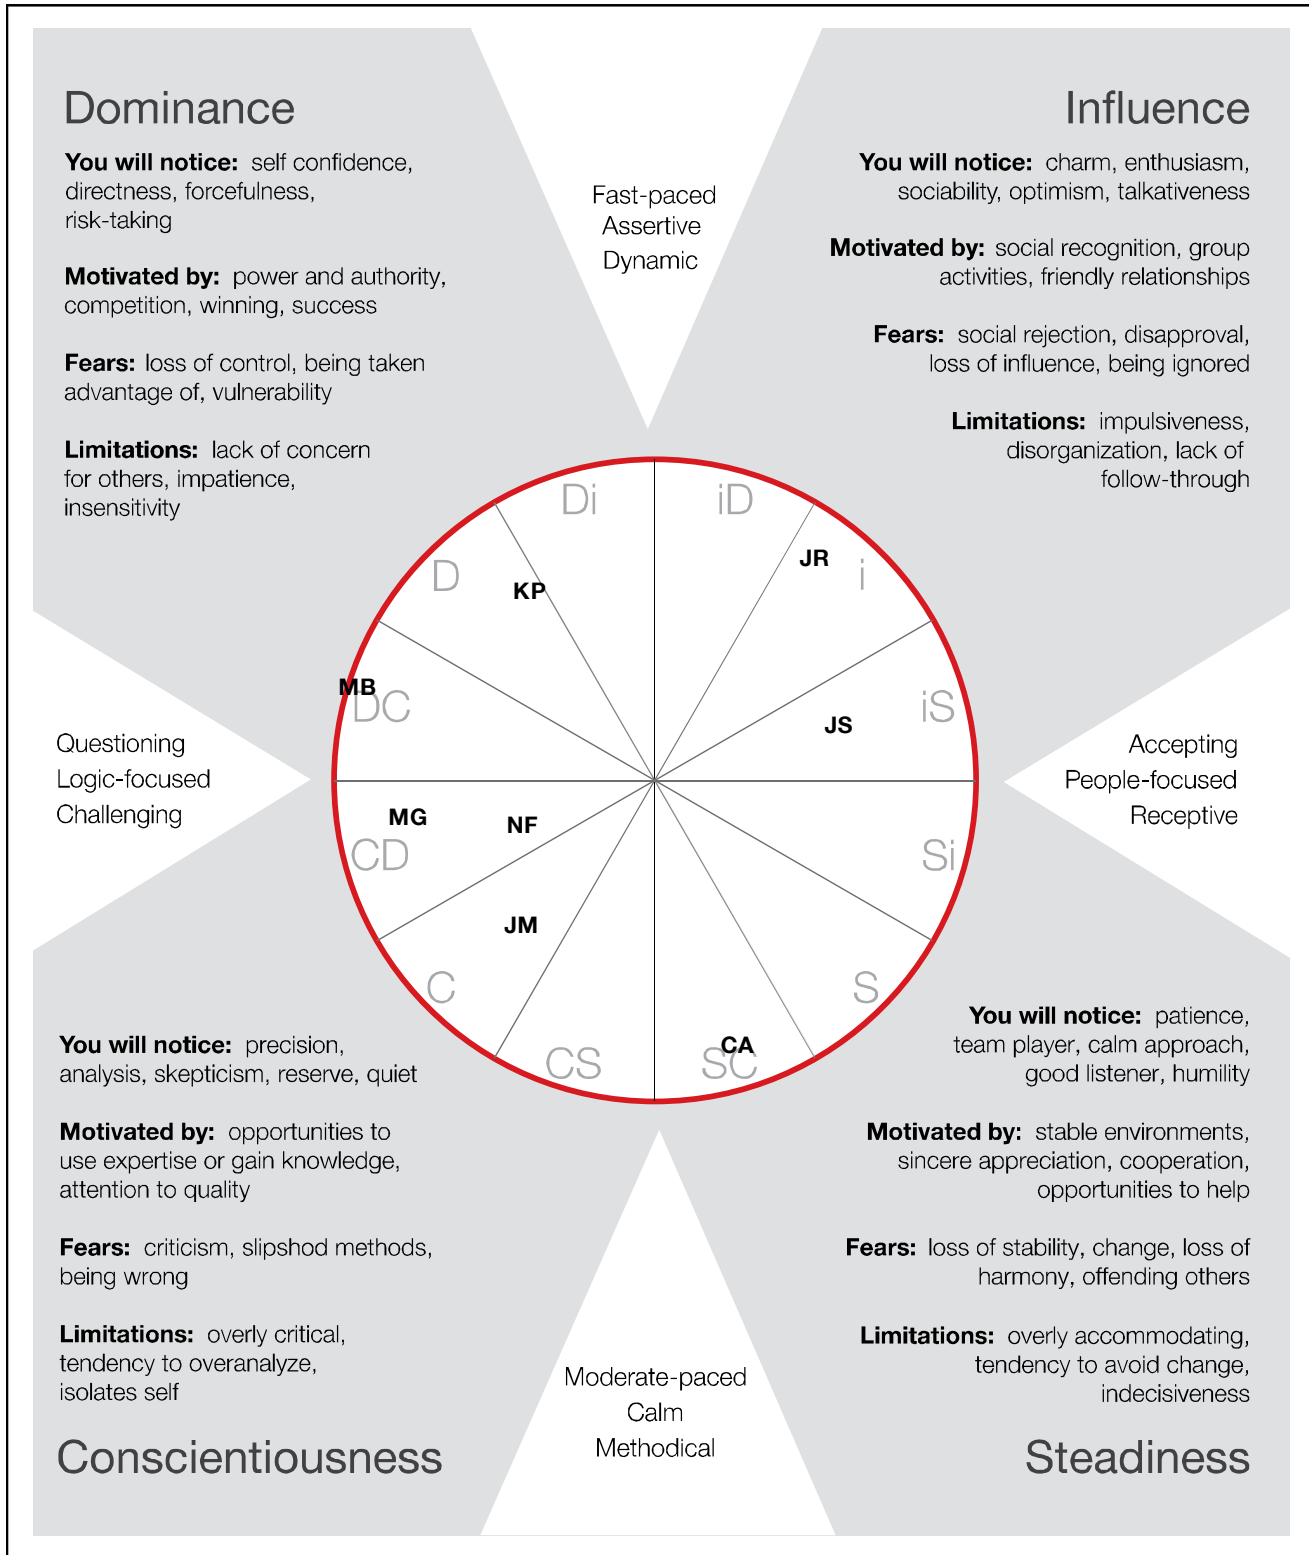 Dominance
You will notice: self confidence,
directness, forcefulness,
risk-taking
Motivated by: power and authority,
competition, winning, success
Fears: loss of control, being taken
advantage of, vulnerability
Limitations: lack of concern
for others, impatience,
insensitivity
Fast-paced
Assertive
Dynamic
Influence
You will notice: charm, enthusiasm,
sociability, optimism, talkativeness
Motivated by: social recognition, group
activities, friendly relationships
Fears: social rejection, disapproval,
loss of influence, being ignored
Limitations: impulsiveness,
disorganization, lack of
follow-through
Di
iD
D
KP
JR
i
MB
DC
JS
iS
Questioning
Logic-focused
Challenging
Accepting
People-focused
Receptive
MG
NF
CD
Si
JM
C
S
CS
CA
SC
You will notice: precision,
analysis, skepticism, reserve, quiet
Motivated by: opportunities to
use expertise or gain knowledge,
attention to quality
Fears: criticism, slipshod methods,
being wrong
Limitations: overly critical,
tendency to overanalyze,
isolates self
Conscientiousness
Moderate-paced
Calm
Methodical
You will notice: patience,
team player, calm approach,
good listener, humility
Motivated by: stable environments,
sincere appreciation, cooperation,
opportunities to help
Fears: loss of stability, change, loss of
harmony, offending others
Limitations: overly accommodating,
tendency to avoid change,
indecisiveness
Steadiness